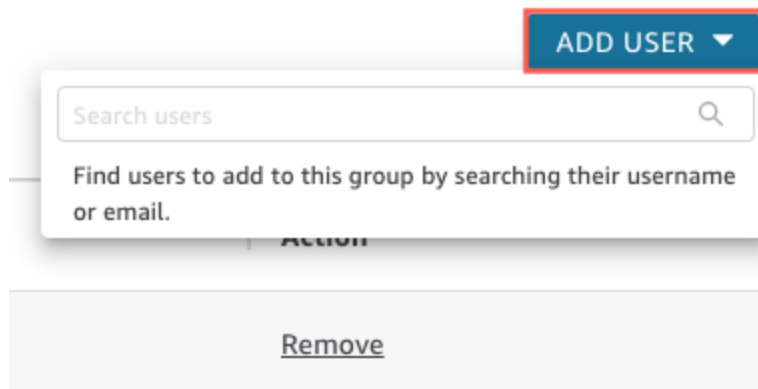 ADD USER
Search users
Find users to add to this group by searching their username
or email.
Action
Remove